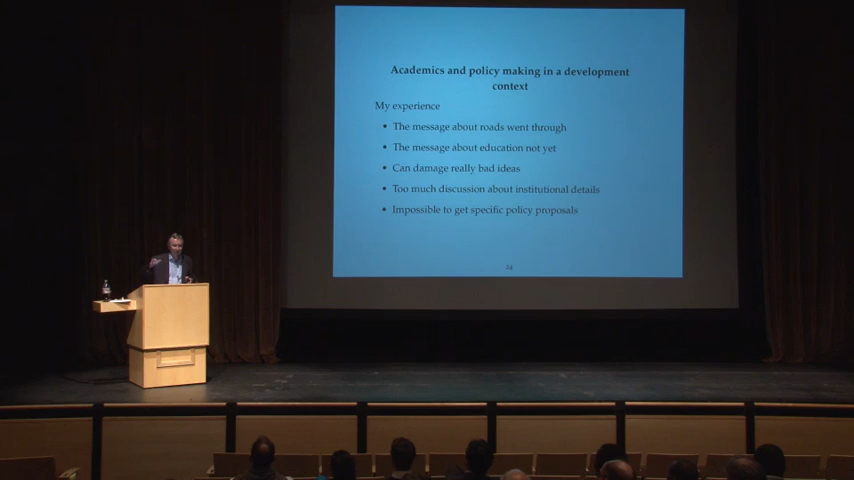 Academics and policy making in a development
context
My experience
• The message about roads went through
• The message about education not yet
• Can damage really bad ideas
• Too much discussion about institutional details
• Impossible to get specific policy proposals